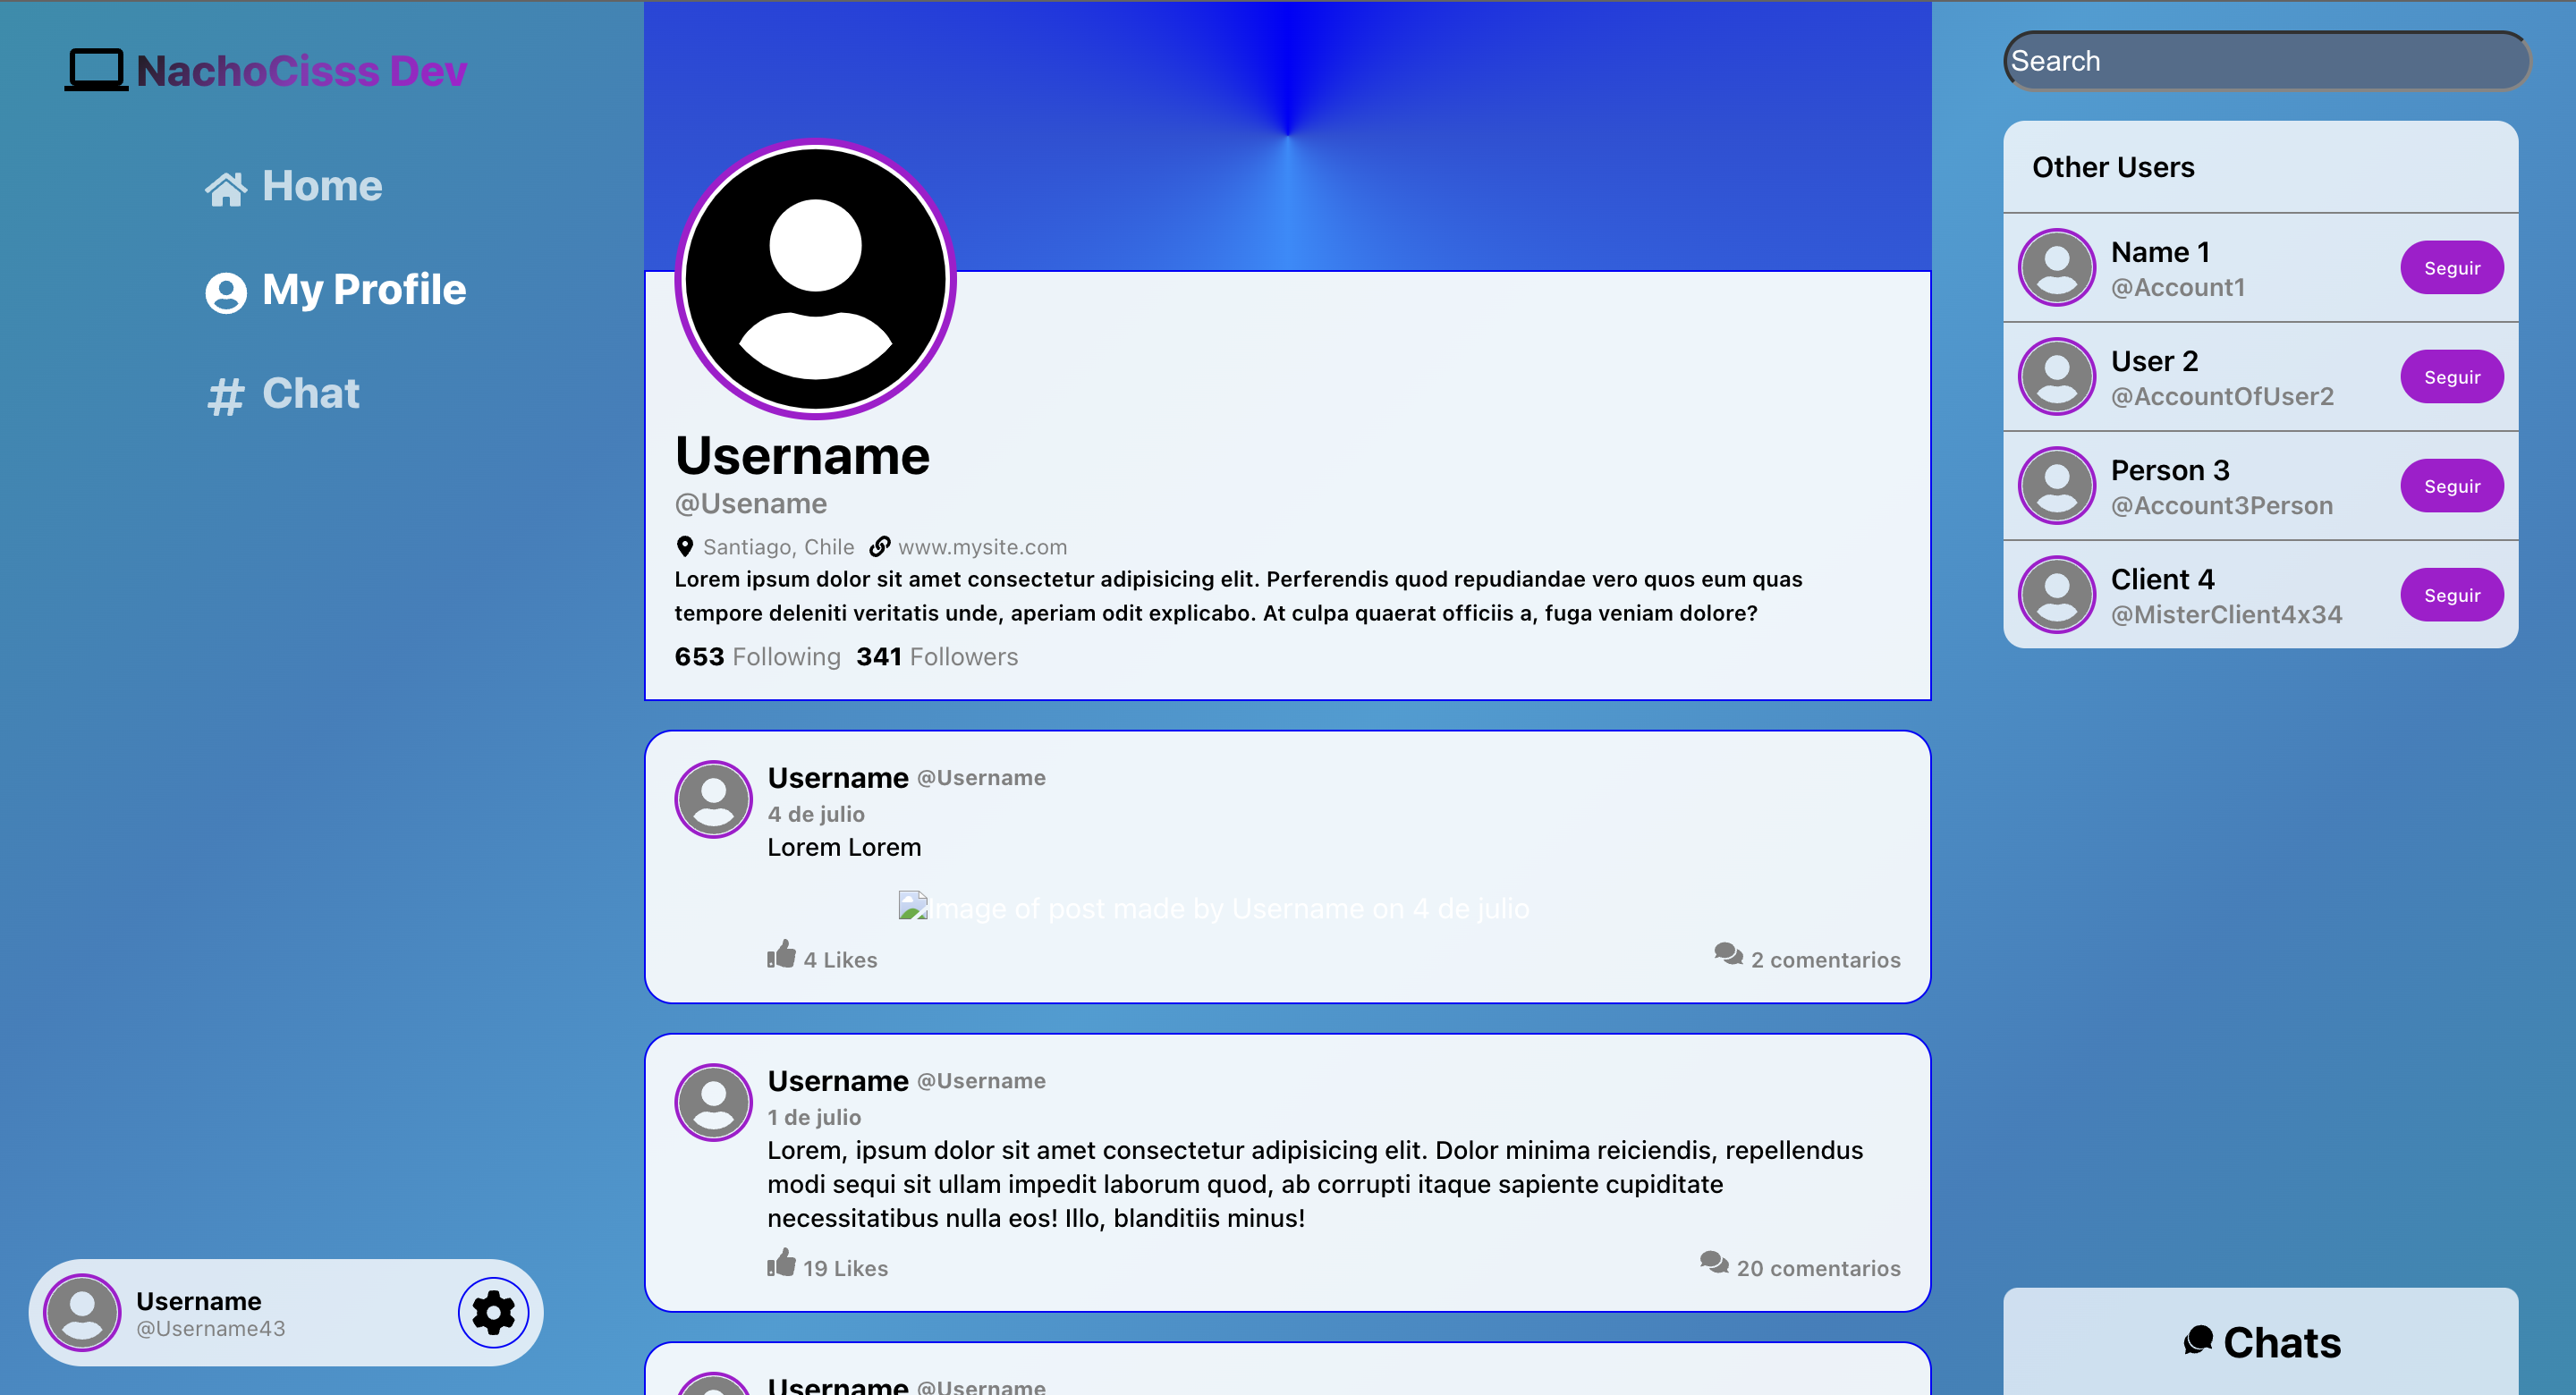 NachoCisss Dev
Home
My Profile
# Chat
Username
@Username43
Username
@Usename
Santiago, Chile www.mysite.com
Lorem ipsum dolor sit amet consectetur adipisicing elit. Perferendis quod repudiandae vero quos eum quas
tempore deleniti veritatis unde, aperiam odit explicabo. At culpa quaerat officiis a, fuga veniam dolore?
653 Following 341 Followers
Username @Username
4 de julio
Lorem Lorem
Image of post made by Username on 4 de julio
4 Likes
2 comentarios
Username @Username
1 de julio
Lorem, ipsum dolor sit amet consectetur adipisicing elit. Dolor minima reiciendis, repellendus
modi sequi sit ullam impedit laborum quod, ab corrupti itaque sapiente cupiditate
necessitatibus nulla eos! Illo, blanditiis minus!
19 Likes
20 comentarios
Username @Username
Search
Other Users
Name 1
@Account1
Seguir
User 2
@AccountOfUser2
Seguir
Person 3
@Account3Person
Seguir
Client 4
@MisterClient4x34
Seguir
Chats